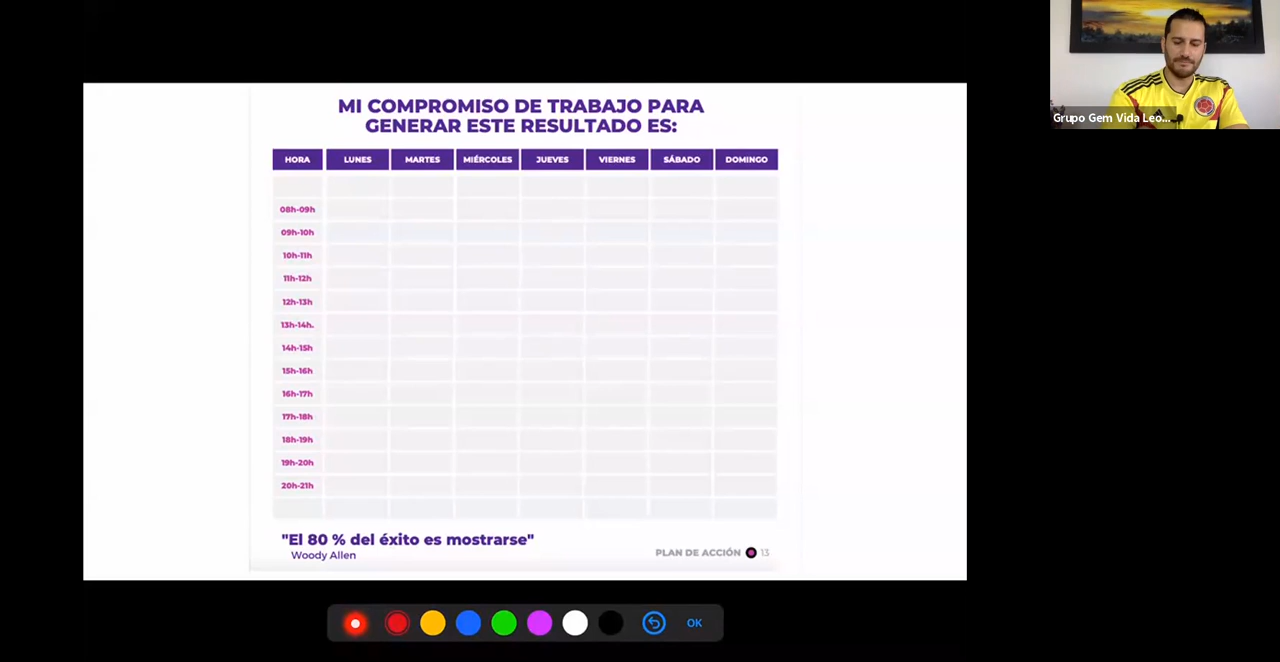 MI COMPROMISO DE TRABAJO PARA
GENERAR ESTE RESULTADO ES:
HORA LUNES MARTES MIÉRCOLES JUEVES VIERNES SÁBADO DOMINGO
08h-09h
09h-10h
10h-11h
11h-12h
12h-13h
13h-14h.
14h-15h
15h-16h
16h-17h
17h-18h
18h-19h
19h-20h
20h-21h
"El 80 % del éxito es mostrarse"
Woody Allen
PLAN DE ACCIÓN 13
Grupo Gem Vida Leo...
OK